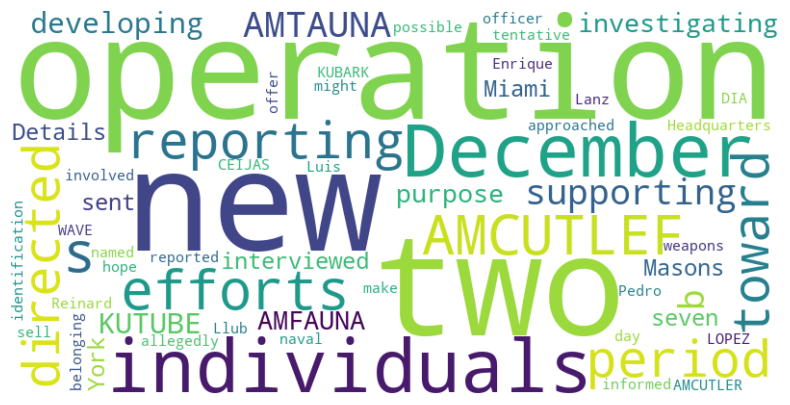 developing AMTAUNA possible officer tentative investigating
operation
KUBARK might offer Enrique Miami Lanz DIA
Details reporting December approached Headquarters
CEIJAS Luis
involved new purpose supporting toward
directed sent
WAVE s AMCUTLEF weapons
named reported interviewed Masons
hope two
identification Reinard efforts make Pedro b
sell KUTUBE Llub AMFAUNA seven
belonging York allegedly naval day LOPEZ
individuals period
informed AMCUTLER